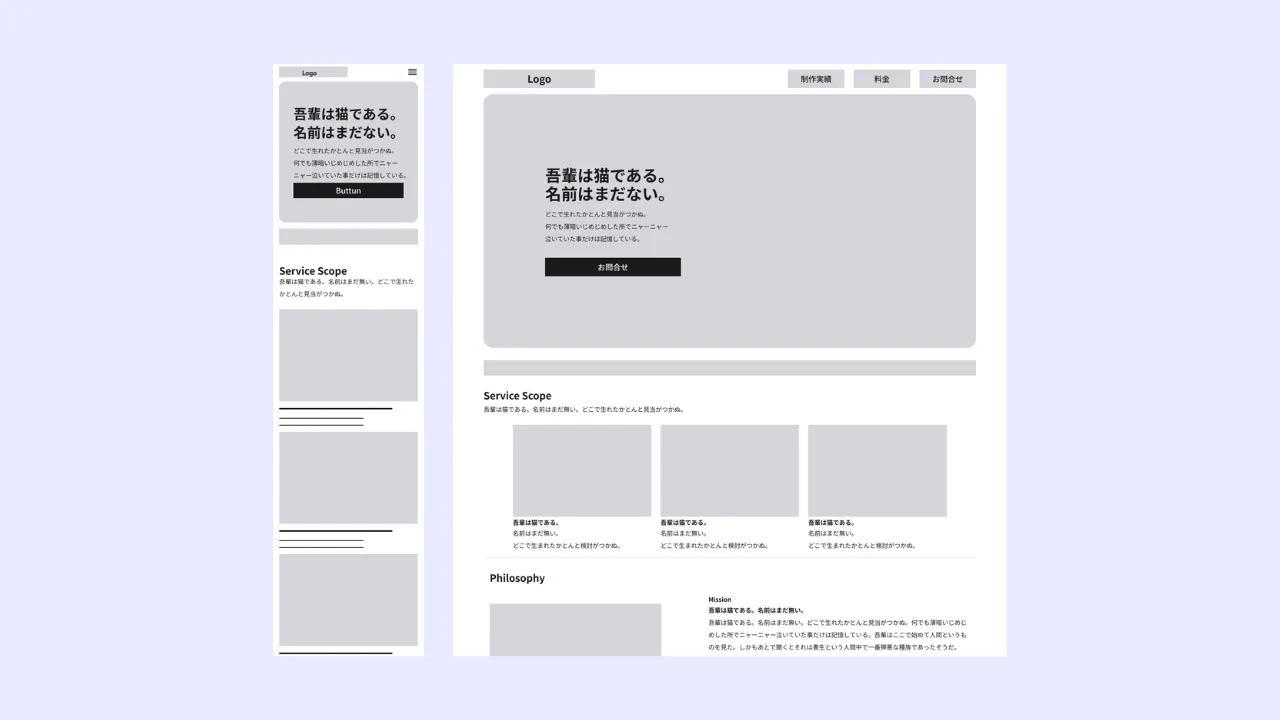 Logo
吾輩は猫である。
名前はまだない。
どこで生れたかとんと見当がつかぬ。
何でも薄暗いじめじめした所でニャー
ニャー泣いていた事だけは記憶している。
Buttun
Service Scope
吾輩は猫である。名前はまだ無い。どこで生れた
かとんと見当がつかぬ。
Logo
制作実績
料金
お問合せ
吾輩は猫である。
名前はまだない。
どこで生れたかとんと見当がつかぬ。
何でも薄暗いじめじめした所でニャーニャー
泣いていた事だけは記憶している。
お問合せ
Service Scope
吾輩は猫である。名前はまだ無い。どこで生れたかとんと見当がつかぬ。
吾輩は猫である。
名前はまだ無い。
どこで生まれたかとんと検討がつかぬ。
吾輩は猫である。
名前はまだ無い。
どこで生まれたかとんと検討がつかぬ。
吾輩は猫である。
名前はまだ無い。
どこで生まれたかとんと検討がつかぬ。
Philosophy
Mission
吾輩は猫である。名前はまだ無い。
吾輩は猫である。名前はまだ無い。どこで生れたかとんと見当がつかぬ。何でも薄暗いじめじ
めした所でニャーニャー泣いていた事だけは記憶している。吾輩はここで始めて人間というも
のを見た。しかもあとで聞くとそれは書生という人間中で一番獰悪な種族であったそうだ。